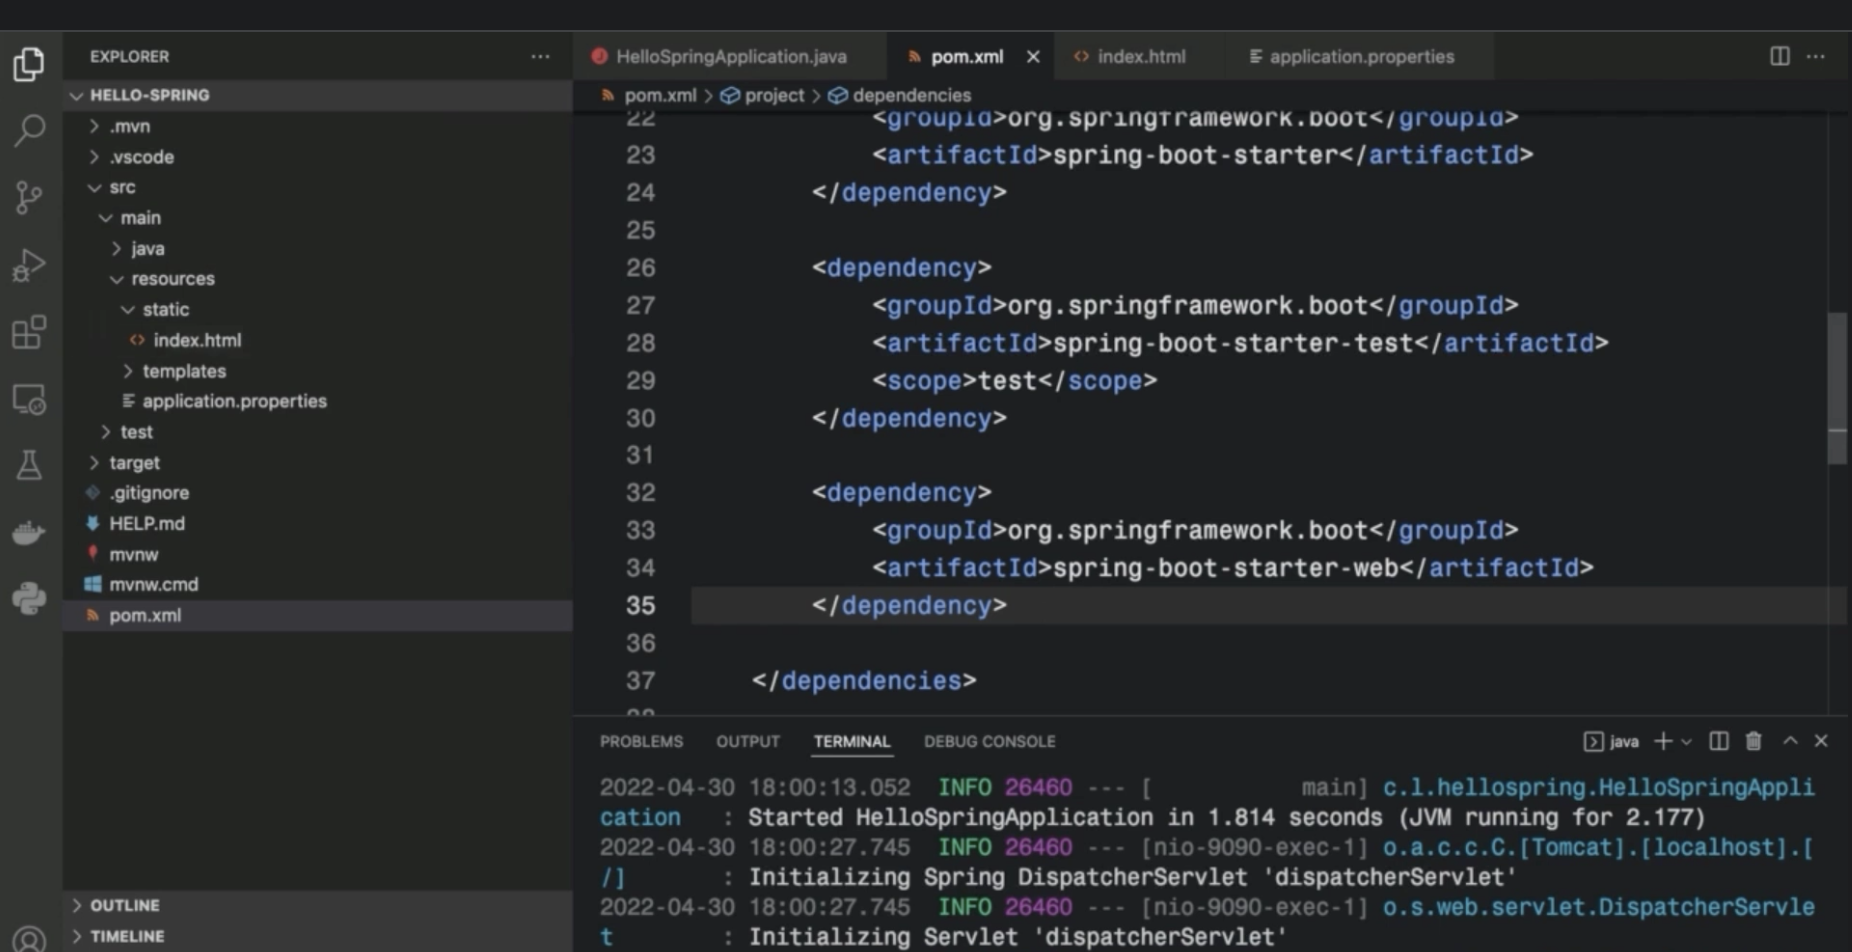 EXPLORER
HELLO-SPRING
.mvn
.vscode
src
main
java
resources
static
index.html
templates
application.properties
test
target
.gitignore
HELP.md
mvnw
mvnw.cmd
pom.xml
OUTLINE
TIMELINE
HelloSpringApplication.java
pom.xml
index.html
application.properties
pom.xml > project > dependencies
22 <groupId>org.springframework.boot</groupId>
23 <artifactId>spring-boot-starter</artifactId>
24 </dependency>
25
26 <dependency>
27 <groupId>org.springframework.boot</groupId>
28 <artifactId>spring-boot-starter-test</artifactId>
29 <scope>test</scope>
30 </dependency>
31
32 <dependency>
33 <groupId>org.springframework.boot</groupId>
34 <artifactId>spring-boot-starter-web</artifactId>
35 </dependency>
36
37 </dependencies>
PROBLEMS OUTPUT TERMINAL DEBUG CONSOLE java
2022-04-30 18:00:13.052 INFO 26460 --- [ main] c.l.hellospring.HelloSpringAppli
cation : Started HelloSpringApplication in 1.814 seconds (JVM running for 2.177)
2022-04-30 18:00:27.745 INFO 26460 --- [nio-9090-exec-1] o.a.c.c.C.[Tomcat].[localhost].[
/] : Initializing Spring DispatcherServlet 'dispatcherServlet'
2022-04-30 18:00:27.745 INFO 26460 --- [nio-9090-exec-1] o.s.web.servlet.DispatcherServle
t : Initializing Servlet 'dispatcherServlet'